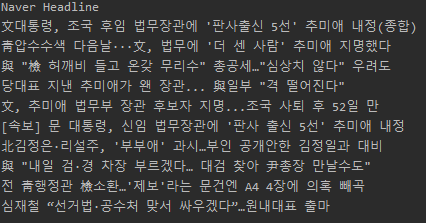 Naver Headline
文대통령, 조국 후임 법무장관에 '판사출신 5선' 추미애 내정(종합)
靑압수수색 다음날···文, 법무에 '더 센 사람' 추미애 지명했다
與 "檢 허깨비 들고 온갖 무리수" 총공세…"심상치 않다" 우려도
당대표 지낸 추미애가 왠 장관... 與일부 "격 떨어진다"
文, 추미애 법무부 장관 후보자 지명...조국 사퇴 후 52일 만
[속보] 문 대통령, 신임 법무장관에 '판사 출신 5선' 추미애 내정
北김정은·리설주, '부부애' 과시…부인 공개안한 김정일과 대비
與 "내일 검·경 차장 부르겠다… 대검 찾아 尹총장 만날수도"
전 靑행정관 檢소환…'제보'라는 문건엔 A4 4장에 의혹 빼곡
심재철 “선거법·공수처 맞서 싸우겠다”…원내대표 출마